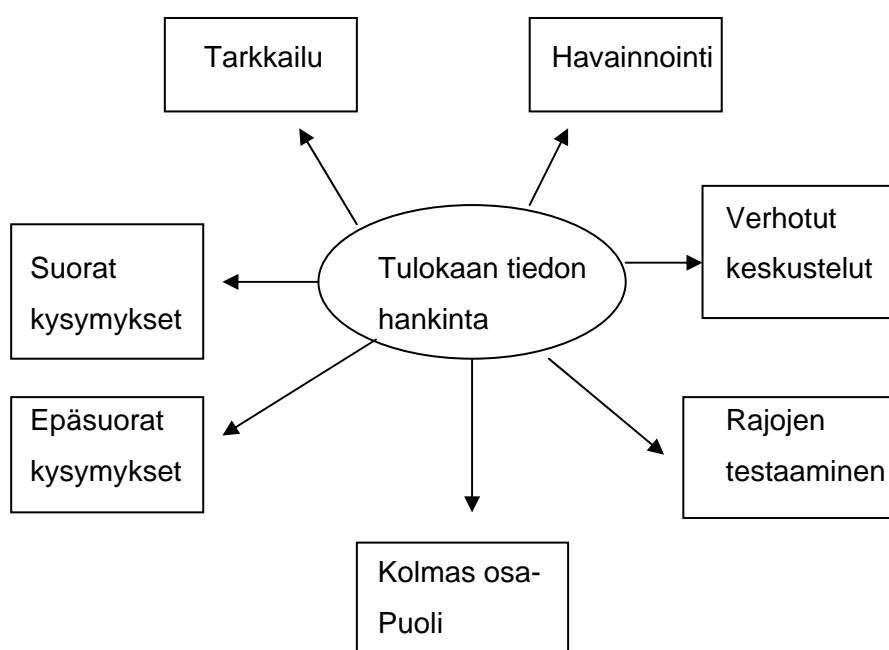 Tarkkailu
Havainnointi
Verhotut
keskustelut
Suorat
kysymykset
Tulokaan tiedon
hankinta
Epäsuorat
kysymykset
Rajojen
testaaminen
Kolmas osa-
Puoli